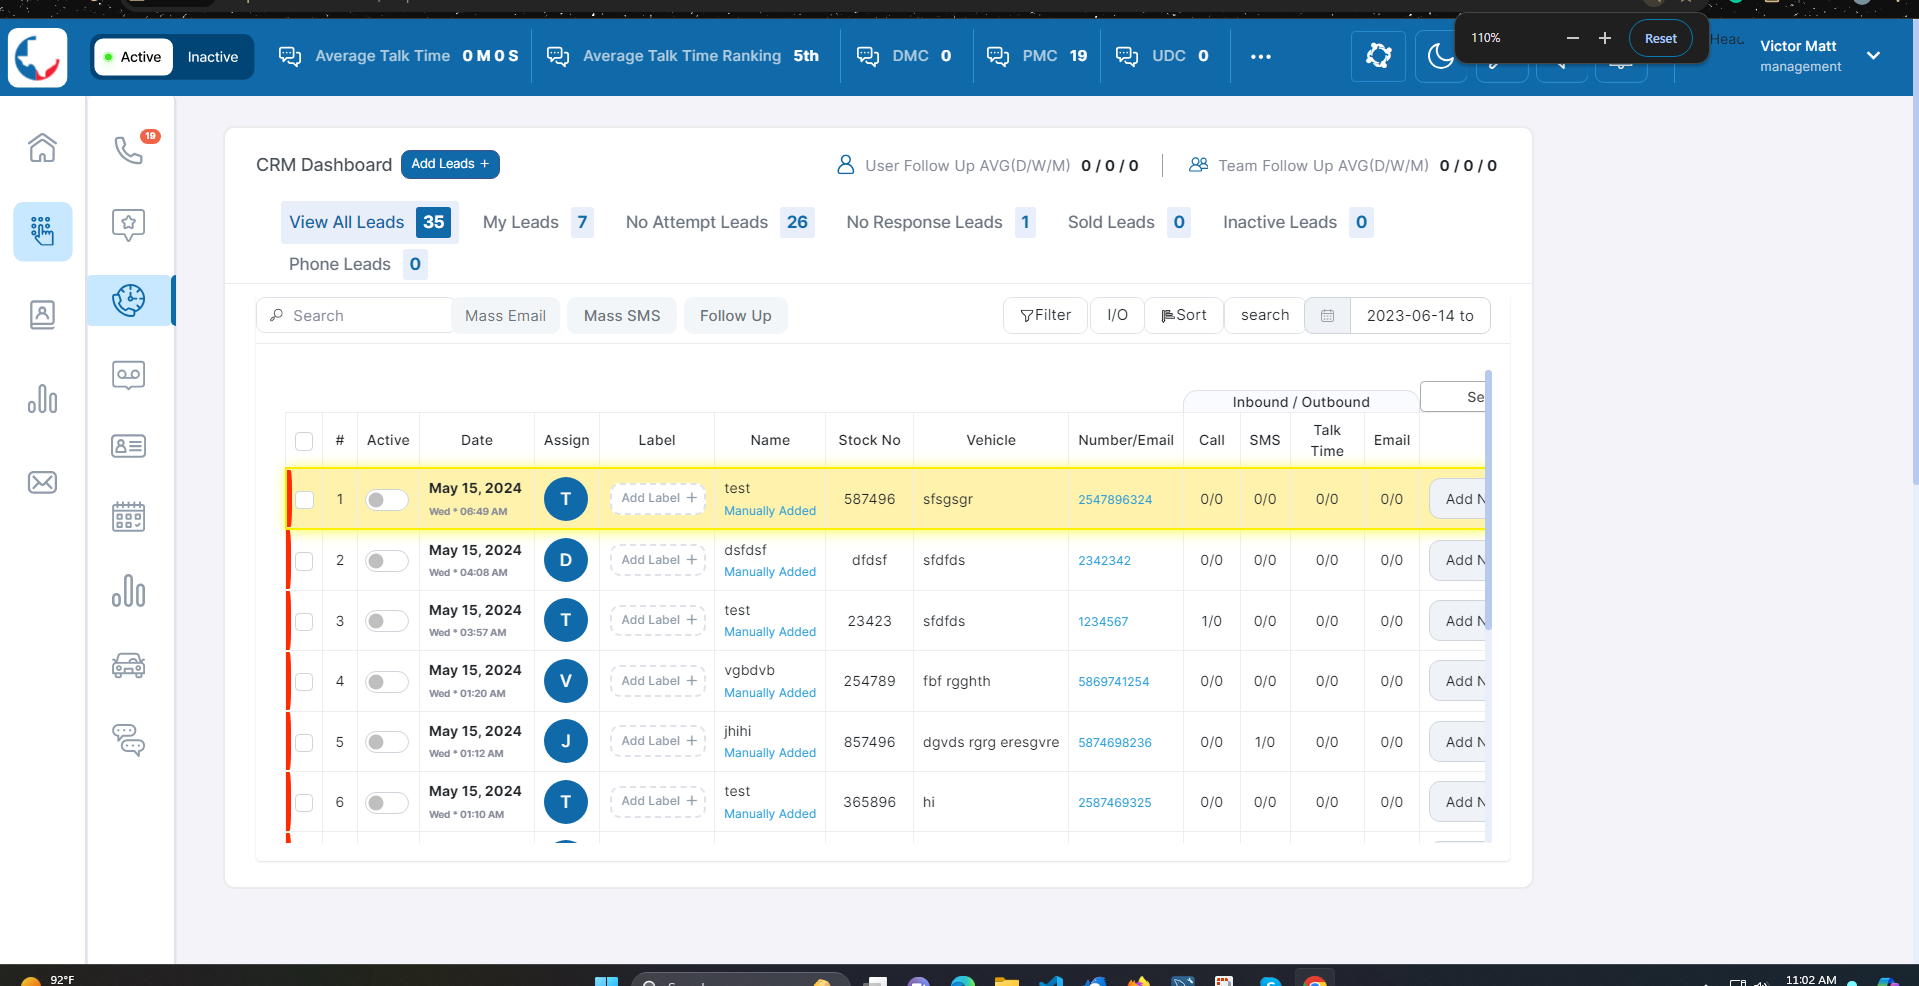 110%
Reset
Active
Inactive
Average Talk Time 0 M 0 S
Average Talk Time Ranking 5th
DMC 0
PMC 19
UDC 0
Victor Matt
management
19
CRM Dashboard
Add Leads +
User Follow Up AVG(D/W/M) 0 / 0 / 0
Team Follow Up AVG(D/W/M) 0 / 0 / 0
View All Leads 35
My Leads 7
No Attempt Leads 26
No Response Leads 1
Sold Leads 0
Inactive Leads 0
Phone Leads 0
Search
Mass Email
Mass SMS
Follow Up
Filter
I/O
Sort
search
2023-06-14 to
Inbound / Outbound
Se
# Active Date Assign Label Name Stock No Vehicle Number/Email Call SMS Talk Time Email
1 May 15, 2024 Wed * 06:49 AM T Add Label + test Manually Added 587496 sfsgsgr 2547896324 0/0 0/0 0/0 0/0 Add N
2 May 15, 2024 Wed * 04:08 AM D Add Label + dsfdsf Manually Added dfdsf sfdfds 2342342 0/0 0/0 0/0 0/0 Add N
3 May 15, 2024 Wed * 03:57 AM T Add Label + test Manually Added 23423 sfdfds 1234567 1/0 0/0 0/0 0/0 Add N
4 May 15, 2024 Wed * 01:20 AM V Add Label + vgbdvb Manually Added 254789 fbf rgghth 5869741254 0/0 0/0 0/0 0/0 Add N
5 May 15, 2024 Wed * 01:12 AM J Add Label + jhihi Manually Added 857496 dgvds rgrg eresgvre 5874698236 0/0 1/0 0/0 0/0 Add N
6 May 15, 2024 Wed * 01:10 AM T Add Label + test Manually Added 365896 hi 2587469325 0/0 0/0 0/0 0/0 Add N
92°F
11:02 AM